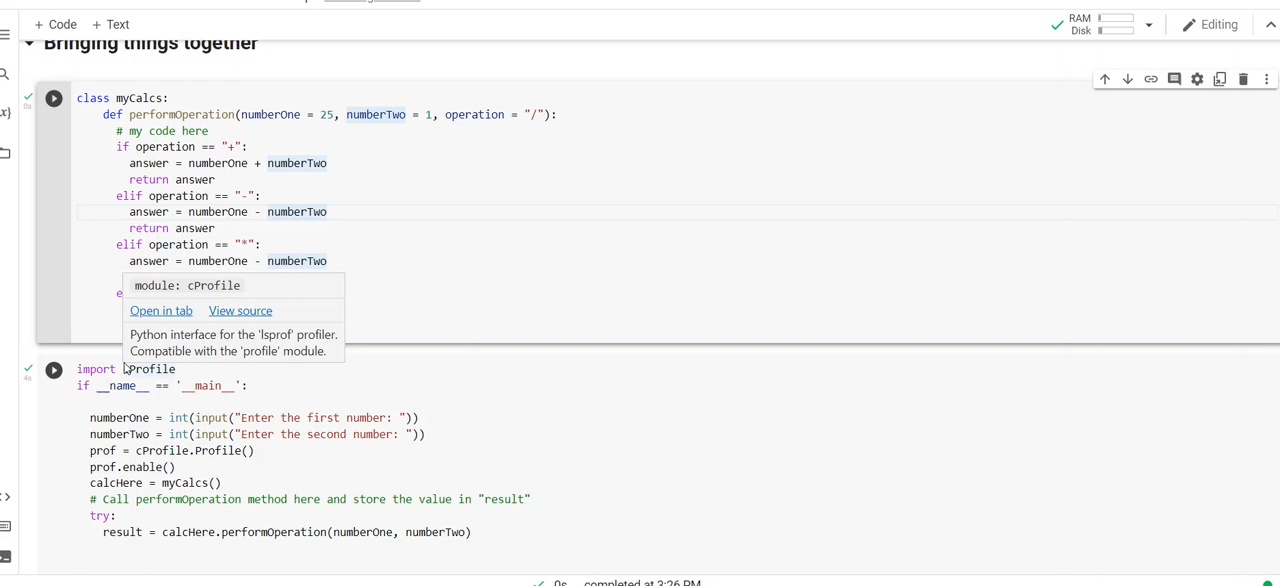 + Code + Text
RAM
Disk
Editing
Bringing things together
class myCalcs:
def performOperation(numberOne = 25, numberTwo = 1, operation = "/"):
# my code here
if operation == "+":
answer = numberOne + numberTwo
return answer
elif operation == "-":
answer = numberOne - numberTwo
return answer
elif operation == "*":
answer = numberOne - numberTwo
module: cProfile
e
Open in tab View source
Python interface for the 'lsprof' profiler.
Compatible with the 'profile' module.
import cProfile
if __name__ == '__main__':
numberOne = int(input("Enter the first number: "))
numberTwo = int(input("Enter the second number: "))
prof = cProfile.Profile()
prof.enable()
calcHere = myCalcs()
# Call performOperation method here and store the value in "result"
try:
result = calcHere.performOperation(numberOne, numberTwo)
0s completed at 3:26 PM
0s
4s